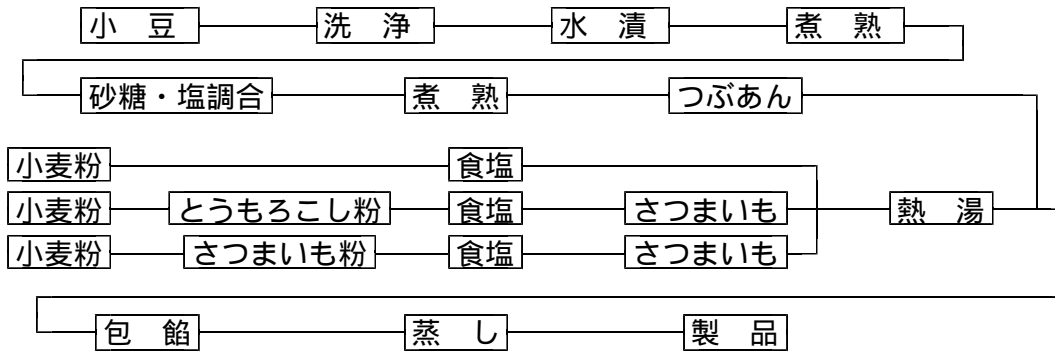 小　豆 洗　浄 水　漬 煮　熟
砂糖・塩調合 煮　熟 つぶあん
小麦粉 食塩
小麦粉 とうもろこし粉 食塩 さつまいも 熱　湯
小麦粉 さつまいも粉 食塩 さつまいも
包　餡 蒸　し 製　品